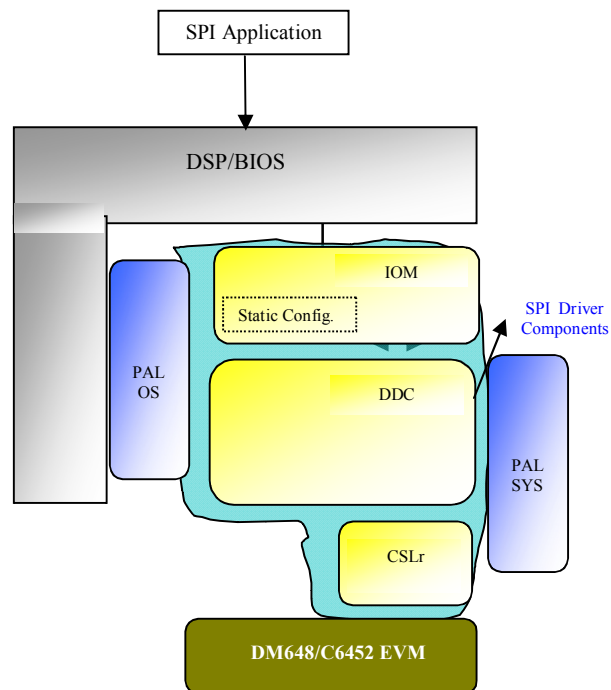 SPI Application
DSP/BIOS
IOM
Static Config.
SPI Driver
Components
PAL
OS
DDC
PAL
SYS
CSLr
DM648/C6452 EVM